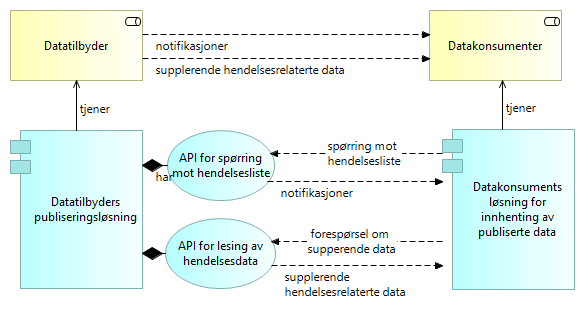 Datatilbyder
notifikasjoner
supplerende hendelsesrelaterte data
Datakonsumenter
tjener
tjener
Datatilbyders
publiseringsløsning
har
API for spørring
mot hendelsesliste
spørring mot
hendelsesliste
notifikasjoner
API for lesing av
hendelsesdata
forespørsel om
supperende data
supplerende
hendelsesrelaterte data
Datakonsuments
løsning for
innhenting av
publiserte data